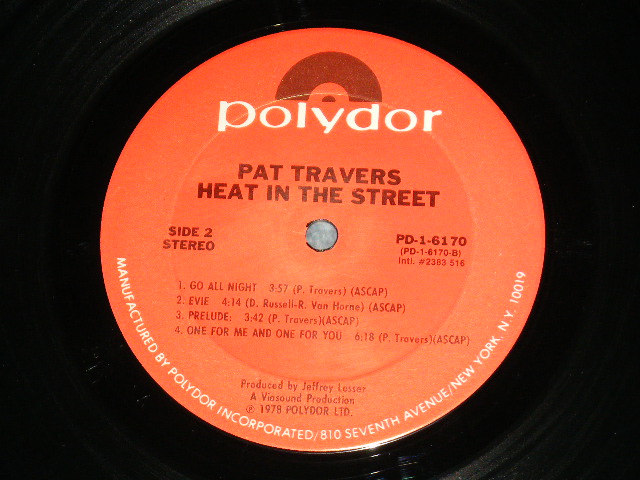 polydor
PAT TRAVERS
HEAT IN THE STREET
SIDE 2
STEREO
PD-1-6170
(PD-1-6170-B)
Intl. #2383 516
1. GO ALL NIGHT 3:57 (P. Travers) (ASCAP)
2. EVIE 4:14 (D. Russell-R. Van Horne) (ASCAP)
3. PRELUDE: 3:42 (P. Travers)(ASCAP)
4. ONE FOR ME AND ONE FOR YOU 6:18 (P. Travers)(ASCAP)
Produced by Jeffrey Lesser
A Viasound Production
℗ 1978 POLYDOR LTD.
MANUFACTURED BY POLYDOR INCORPORATED/810 SEVENTH AVENUE/NEW YORK, N.Y. 10019